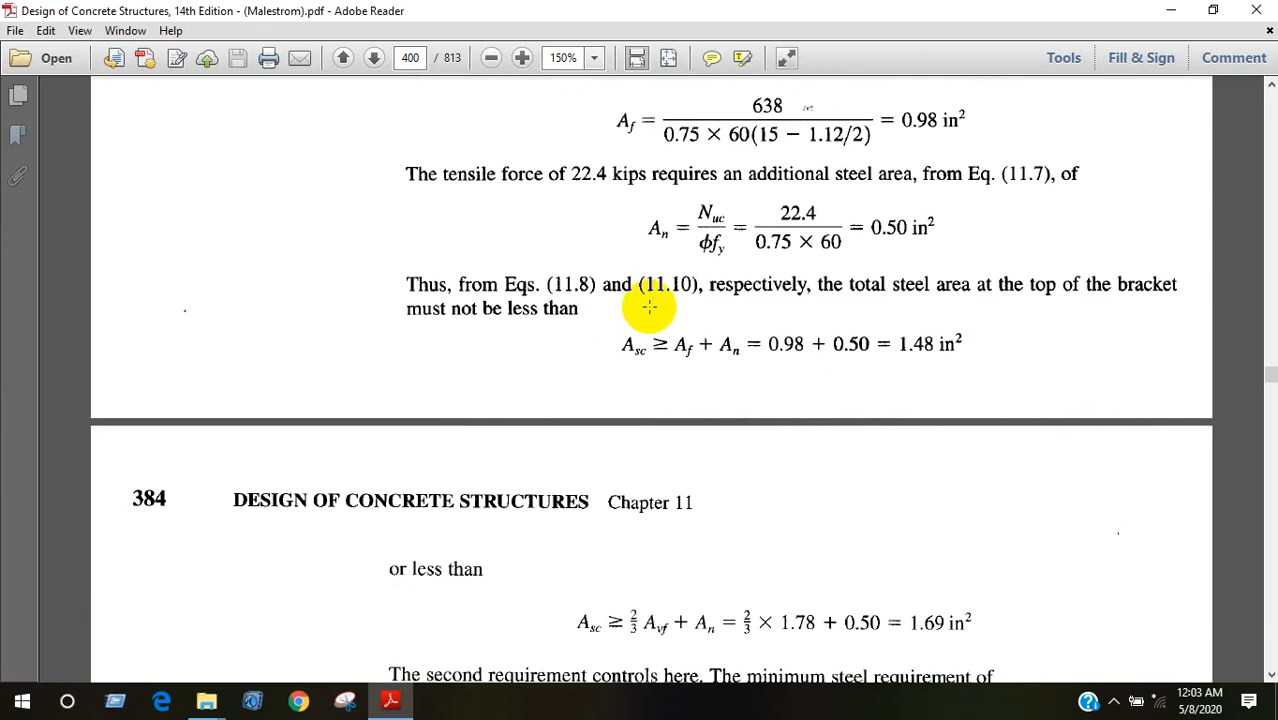 Design of Concrete Structures, 14th Edition - (Malestrom).pdf - Adobe Reader
File Edit View Window Help
Open 400 / 813 150% Tools Fill & Sign Comment
A_f = 638 / 0.75 × 60(15 − 1.12/2) = 0.98 in²
The tensile force of 22.4 kips requires an additional steel area, from Eq. (11.7), of
A_n = N_uc / ϕf_y = 22.4 / 0.75 × 60 = 0.50 in²
Thus, from Eqs. (11.8) and (11.10), respectively, the total steel area at the top of the bracket
must not be less than
A_sc ≥ A_f + A_n = 0.98 + 0.50 = 1.48 in²
384 DESIGN OF CONCRETE STRUCTURES Chapter 11
or less than
A_sc ≥ 2/3 A_vf + A_n = 2/3 × 1.78 + 0.50 = 1.69 in²
The second requirement controls here. The minimum steel requirement of
12:03 AM
5/8/2020